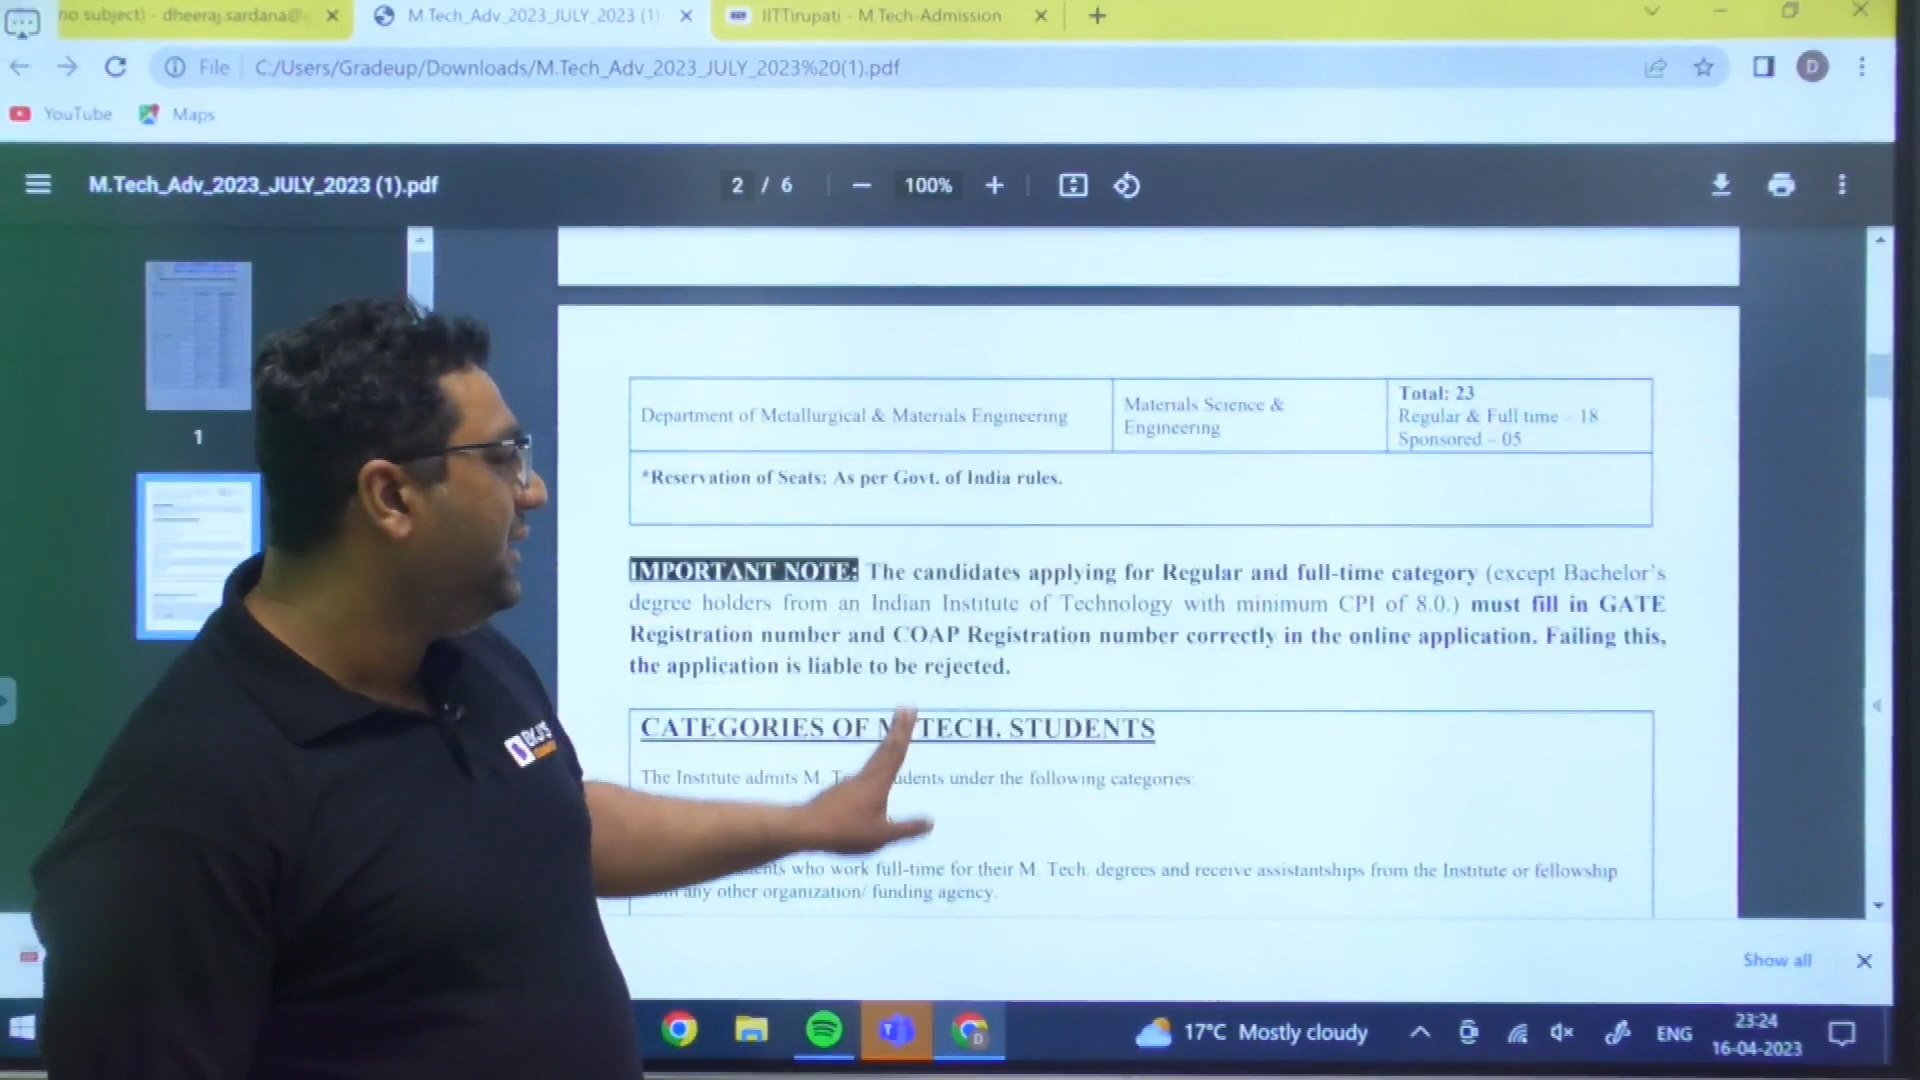 no subject) - dheeraj.sardana@
M.Tech_Adv_2023_JULY_2023 (1)
IITTirupati - M.Tech-Admission
File
C:/Users/Gradeup/Downloads/M.Tech_Adv_2023_JULY_2023%20(1).pdf
D
YouTube
Maps
M.Tech_Adv_2023_JULY_2023 (1).pdf
2 / 6
100%
1
Department of Metallurgical & Materials Engineering
Materials Science &
Engineering
Total: 23
Regular & Full time – 18
Sponsored – 05
*Reservation of Seats: As per Govt. of India rules.
IMPORTANT NOTE: The candidates applying for Regular and full-time category (except Bachelor's
degree holders from an Indian Institute of Technology with minimum CPI of 8.0.) must fill in GATE
Registration number and COAP Registration number correctly in the online application. Failing this,
the application is liable to be rejected.
CATEGORIES OF M. TECH. STUDENTS
The Institute admits M. Tech students under the following categories:
who work full-time for their M. Tech. degrees and receive assistantships from the Institute or fellowship
any other organization/ funding agency.
BYJU'S
Show all
17°C Mostly cloudy
ENG
23:24
16-04-2023